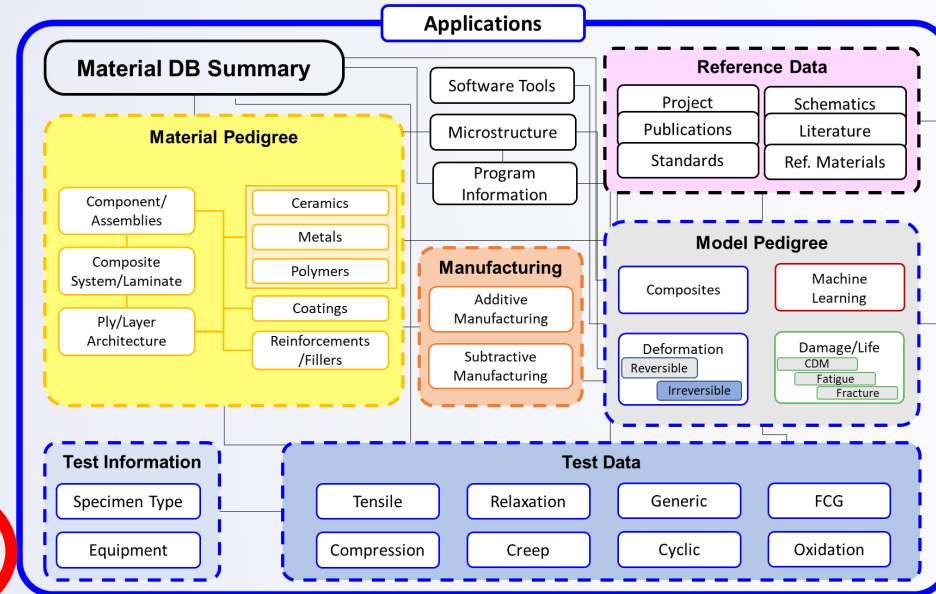 Applications
Material DB Summary
Software Tools
Microstructure
Program
Information
Reference Data
Project
Publications
Standards
Schematics
Literature
Ref. Materials
Material Pedigree
Component/
Assemblies
Composite
System/Laminate
Ply/Layer
Architecture
Ceramics
Metals
Polymers
Coatings
Reinforcements
/Fillers
Manufacturing
Additive
Manufacturing
Subtractive
Manufacturing
Model Pedigree
Composites
Machine
Learning
Deformation
Reversible
Irreversible
Damage/Life
CDM
Fatigue
Fracture
Test Information
Specimen Type
Equipment
Test Data
Tensile
Relaxation
Generic
FCG
Compression
Creep
Cyclic
Oxidation